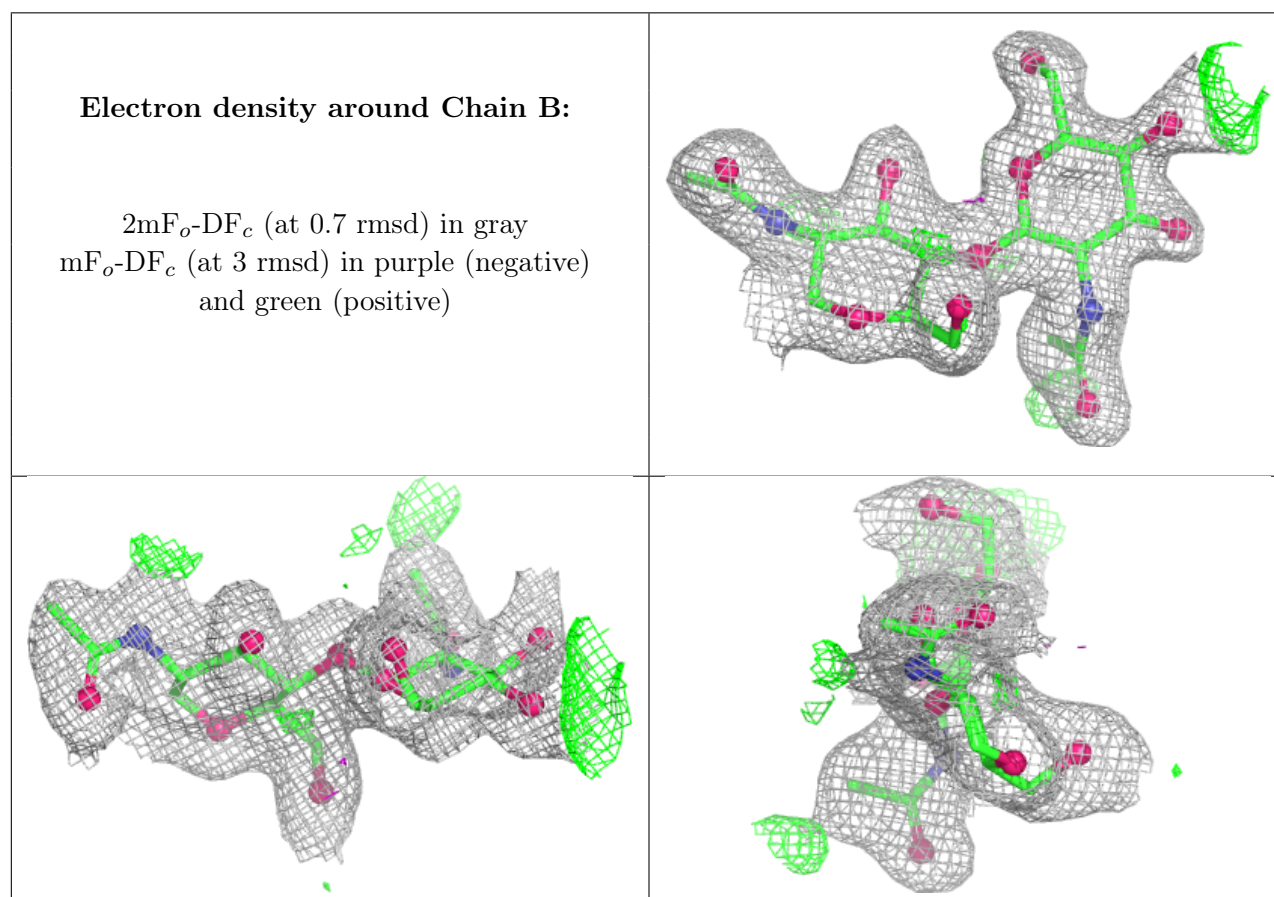 Electron density around Chain B:
2mFo-DFc (at 0.7 rmsd) in gray
mFo-DFc (at 3 rmsd) in purple (negative)
and green (positive)